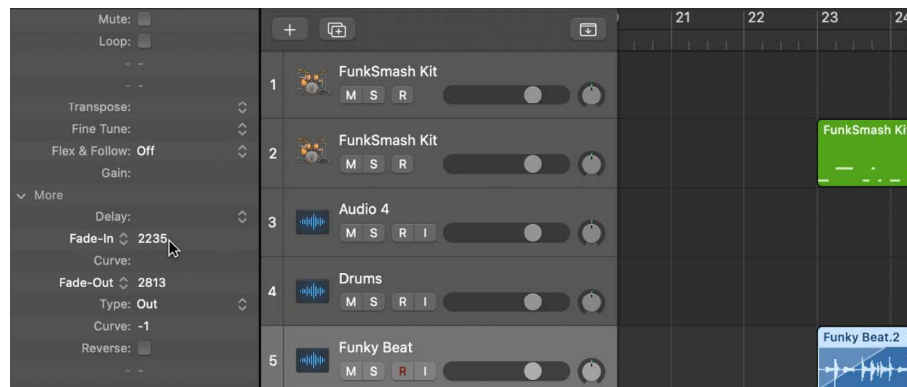 Mute:
Loop:
- -
- -
Transpose:
Fine Tune:
Flex & Follow: Off
Gain:
More
Delay:
Fade-In 2235
Curve:
Fade-Out 2813
Type: Out
Curve: -1
Reverse:
- -
21 22 23 24
1 FunkSmash Kit
M S R
2 FunkSmash Kit
M S R
3 Audio 4
M S R I
4 Drums
M S R I
5 Funky Beat
M S R I
FunkSmash Ki
Funky Beat.2